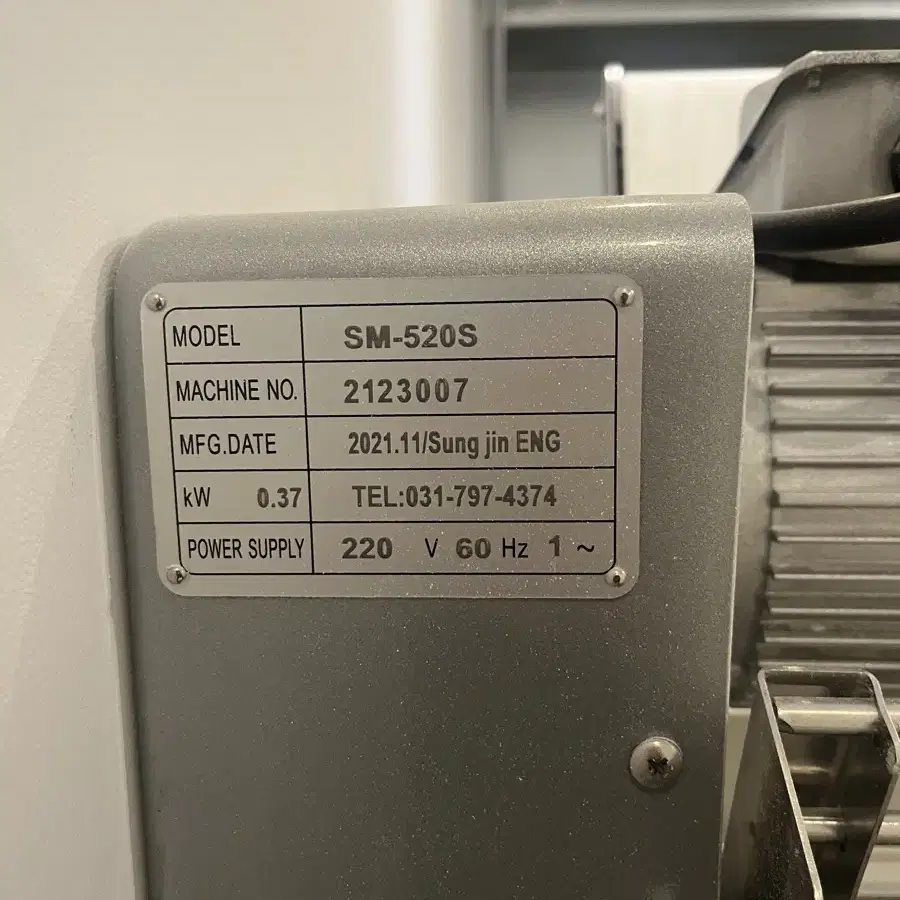 MODEL SM-520S
MACHINE NO. 2123007
MFG.DATE 2021.11/Sung jin ENG
kW 0.37 TEL:031-797-4374
POWER SUPPLY 220 V 60 Hz 1 ~